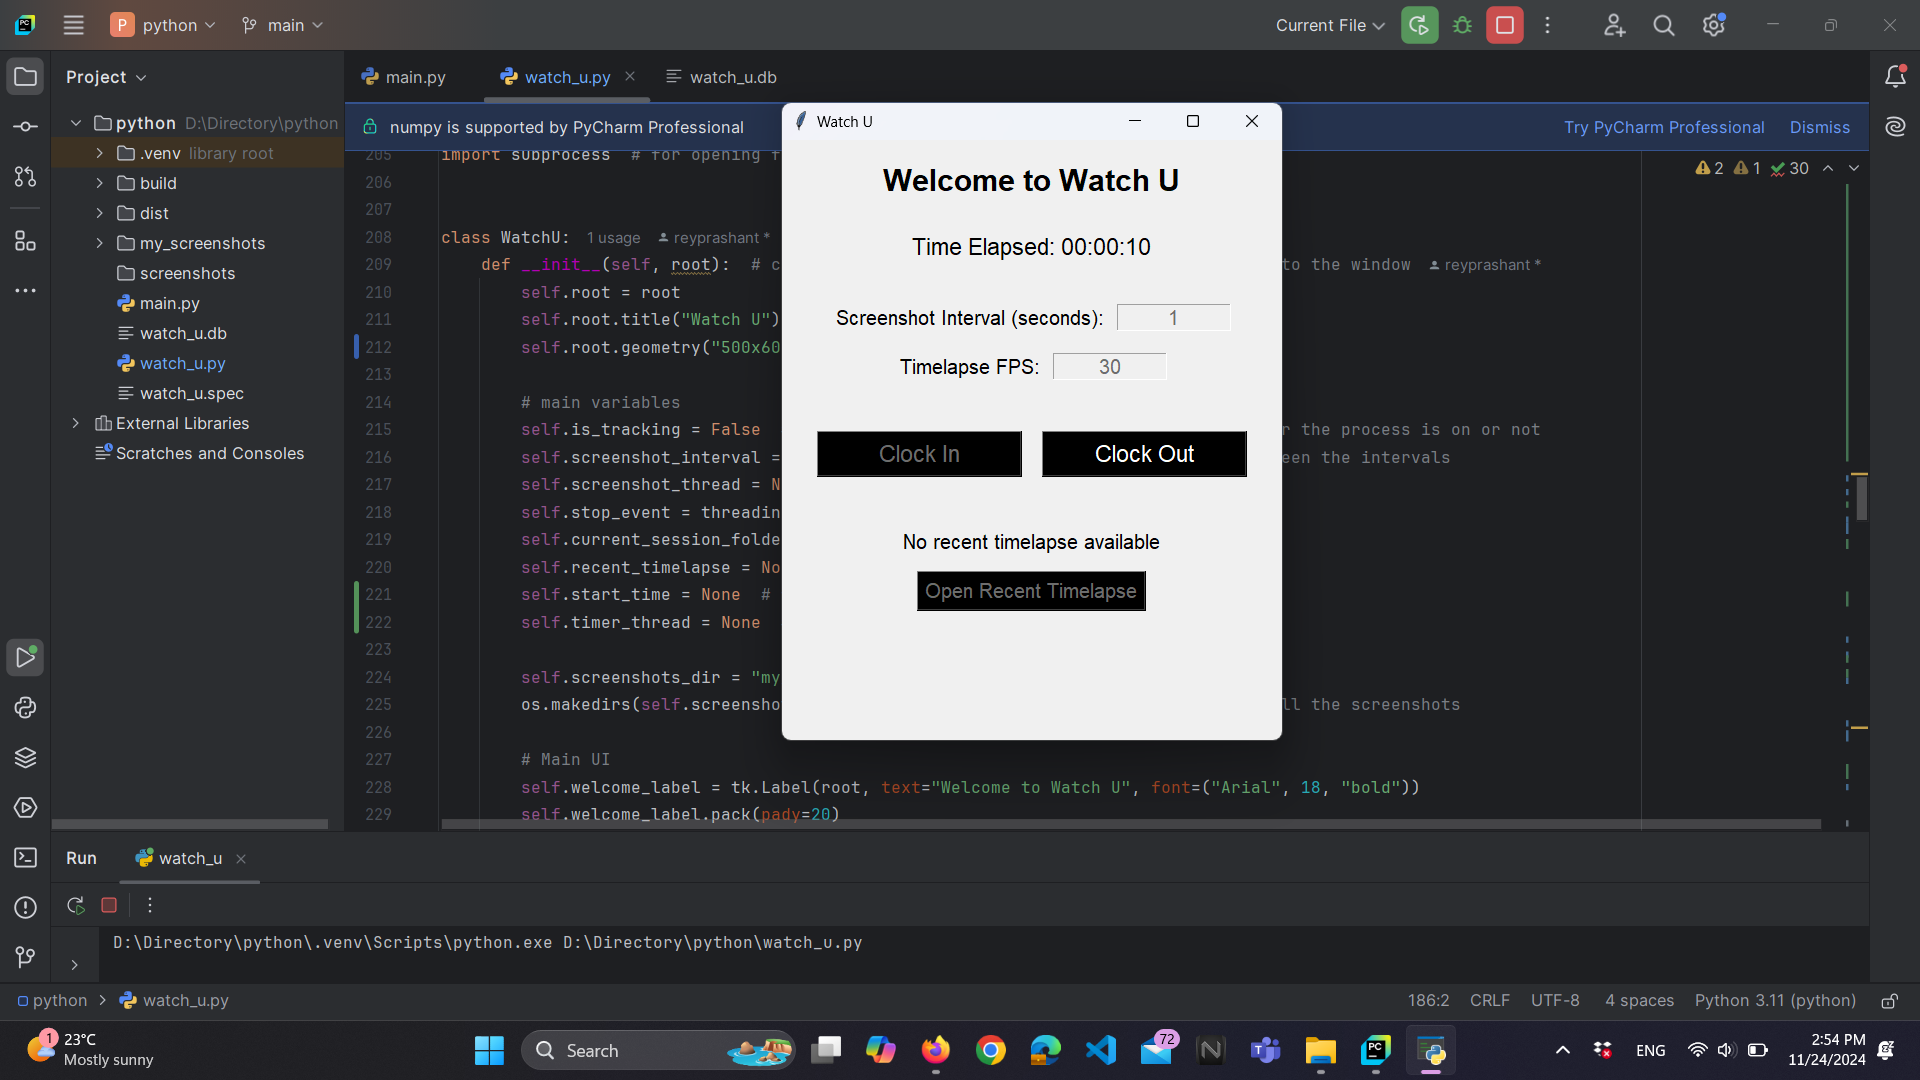 P python main Current File
Project
main.py watch_u.py watch_u.db
python D:\Directory\python
.venv library root
build
dist
my_screenshots
screenshots
main.py
watch_u.db
watch_u.py
watch_u.spec
External Libraries
Scratches and Consoles
numpy is supported by PyCharm Professional Try PyCharm Professional Dismiss
2 1 30
205 import subprocess # for opening f
206
207
208 class WatchU: 1 usage reyprashant *
209 def __init__(self, root): # c to the window reyprashant *
210 self.root = root
211 self.root.title("Watch U")
212 self.root.geometry("500x60
213
214 # main variables
215 self.is_tracking = False r the process is on or not
216 self.screenshot_interval = een the intervals
217 self.screenshot_thread = N
218 self.stop_event = threadin
219 self.current_session_folde
220 self.recent_timelapse = No
221 self.start_time = None #
222 self.timer_thread = None
223
224 self.screenshots_dir = "my
225 os.makedirs(self.screensho ll the screenshots
226
227 # Main UI
228 self.welcome_label = tk.Label(root, text="Welcome to Watch U", font=("Arial", 18, "bold"))
229 self.welcome_label.pack(pady=20)
Watch U
Welcome to Watch U
Time Elapsed: 00:00:10
Screenshot Interval (seconds): 1
Timelapse FPS: 30
Clock In Clock Out
No recent timelapse available
Open Recent Timelapse
Run watch_u
D:\Directory\python\.venv\Scripts\python.exe D:\Directory\python\watch_u.py
python watch_u.py 186:2 CRLF UTF-8 4 spaces Python 3.11 (python)
1 23°C
Mostly sunny
Search
PC
72
ENG
2:54 PM
11/24/2024